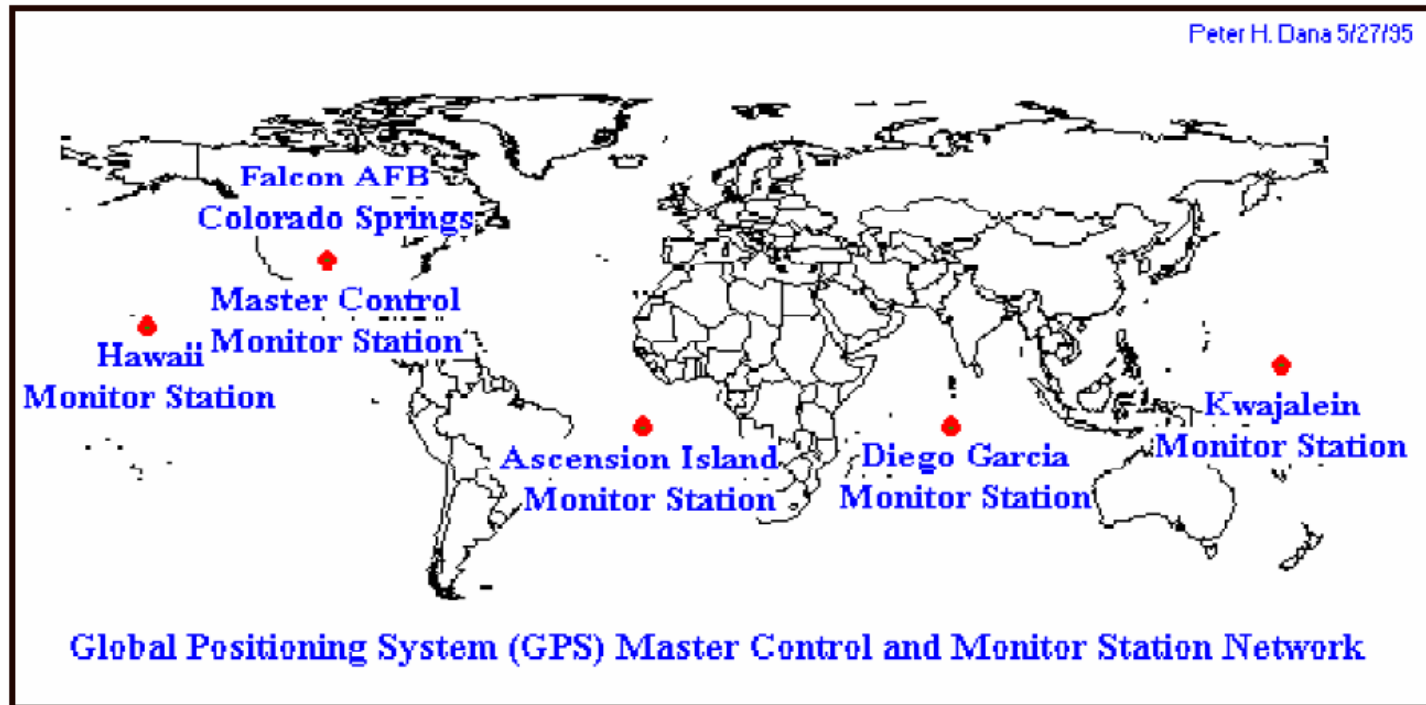 Peter H. Dana 5/27/95
Falcon AFB
Colorado Springs
Master Control
Monitor Station
Hawaii
Monitor Station
Ascension Island
Monitor Station
Diego Garcia
Monitor Station
Kwajalein
Monitor Station
Global Positioning System (GPS) Master Control and Monitor Station Network